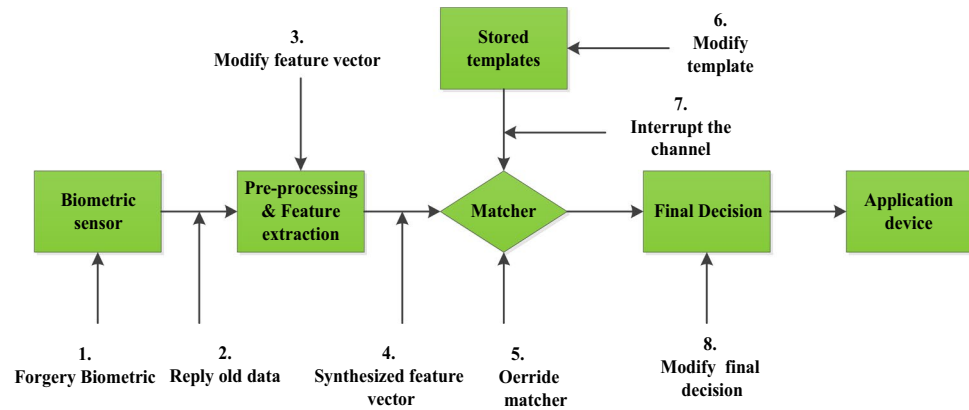 3.
Modify feature vector
Stored
templates
6.
Modify
template
7.
Interrupt the
channel
Biometric
sensor
Pre-processing
& Feature
extraction
Matcher
Final Decision
Application
device
1.
Forgery Biometric
2.
Reply old data
4.
Synthesized feature
vector
5.
Oerride
matcher
8.
Modify final
decision